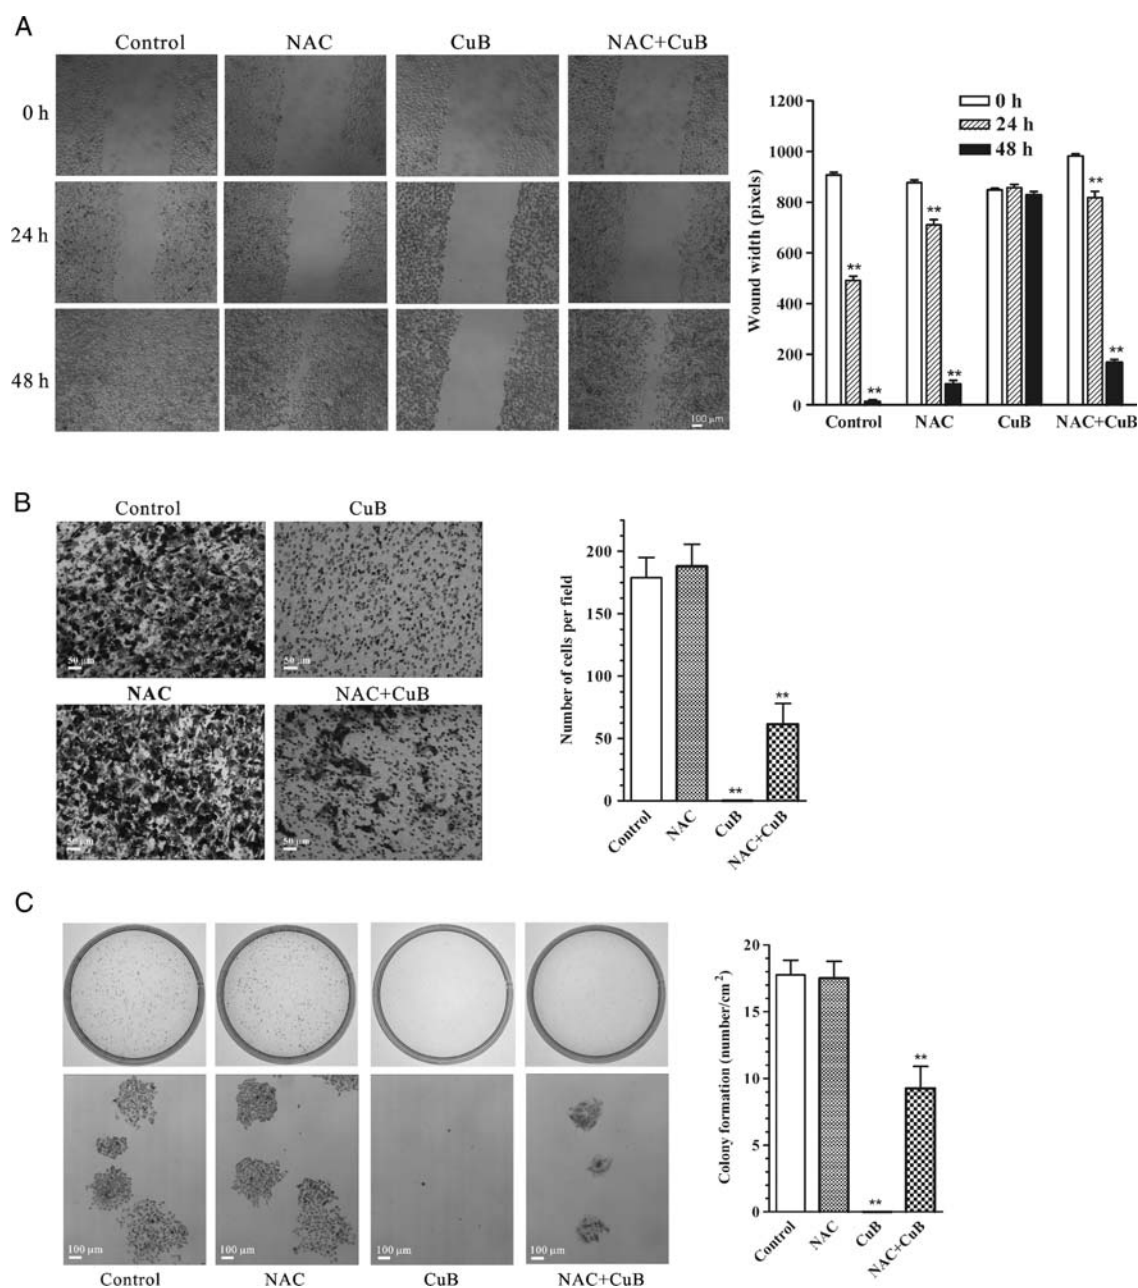 A
Control NAC CuB NAC+CuB
0 h
24 h
48 h
100 μm
1200
1000
800
600
400
200
0
Wound width (pixels)
0 h
24 h
48 h
** ** ** ** ** **
Control NAC CuB NAC+CuB
B
Control CuB
50 μm 50 μm
NAC NAC+CuB
50 μm 50 μm
200
150
100
50
0
Number of cells per field
** **
Control NAC CuB NAC+CuB
C
100 μm 100 μm 100 μm 100 μm
Control NAC CuB NAC+CuB
20
15
10
5
0
Colony formation (number/cm²)
** **
Control NAC CuB NAC+CuB